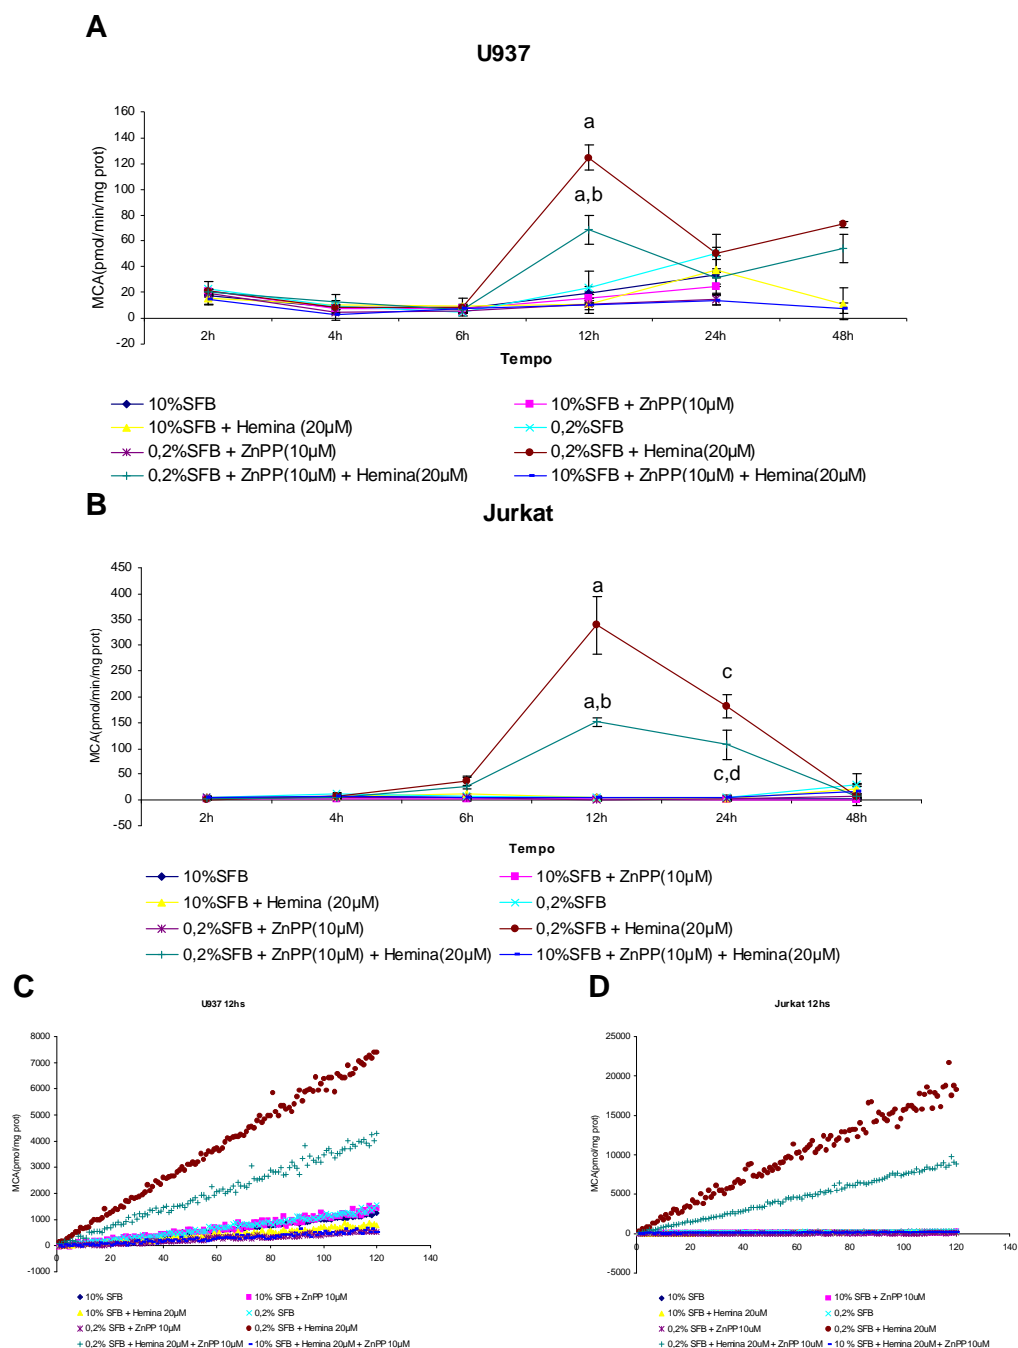 A
U937
160
140
120
100
80
60
40
20
0
-20
MCA(pmol/min/mg prot)
a
a,b
2h 4h 6h 12h 24h 48h
Tempo
10%SFB 10%SFB + ZnPP(10µM)
10%SFB + Hemina (20µM) 0,2%SFB
0,2%SFB + ZnPP(10µM) 0,2%SFB + Hemina(20µM)
0,2%SFB + ZnPP(10µM) + Hemina(20µM) 10%SFB + ZnPP(10µM) + Hemina(20µM)
B
Jurkat
450
400
350
300
250
200
150
100
50
0
-50
MCA(pmol/min/mg prot)
a
c
a,b
c,d
2h 4h 6h 12h 24h 48h
Tempo
10%SFB 10%SFB + ZnPP(10µM)
10%SFB + Hemina (20µM) 0,2%SFB
0,2%SFB + ZnPP(10µM) 0,2%SFB + Hemina(20µM)
0,2%SFB + ZnPP(10µM) + Hemina(20µM) 10%SFB + ZnPP(10µM) + Hemina(20µM)
C
U937 12hs
8000
7000
6000
5000
4000
3000
2000
1000
0
-1000
MCA(pmol/mg prot)
0 20 40 60 80 100 120 140
10% SFB 10% SFB + ZnPP 10µM
10% SFB + Hemina 20µM 0,2% SFB
0,2% SFB + ZnPP 10µM 0,2% SFB + Hemina 20µM
0,2% SFB + Hemina 20µM+ ZnPP 10µM 10% SFB + Hemina 20µM + ZnPP 10µM
D
Jurkat 12hs
25000
20000
15000
10000
5000
0
-5000
MCA(pmol/mg prot)
0 20 40 60 80 100 120 140
10% SFB 10% SFB + ZnPP 10uM
10% SFB + Hemina 20uM 0,2% SFB
0,2% SFB + ZnPP 10uM 0,2% SFB + Hemina 20uM
0,2% SFB + Hemina 20uM+ ZnPP 10uM 10 % SFB + Hemina 20uM+ ZnPP 10uM